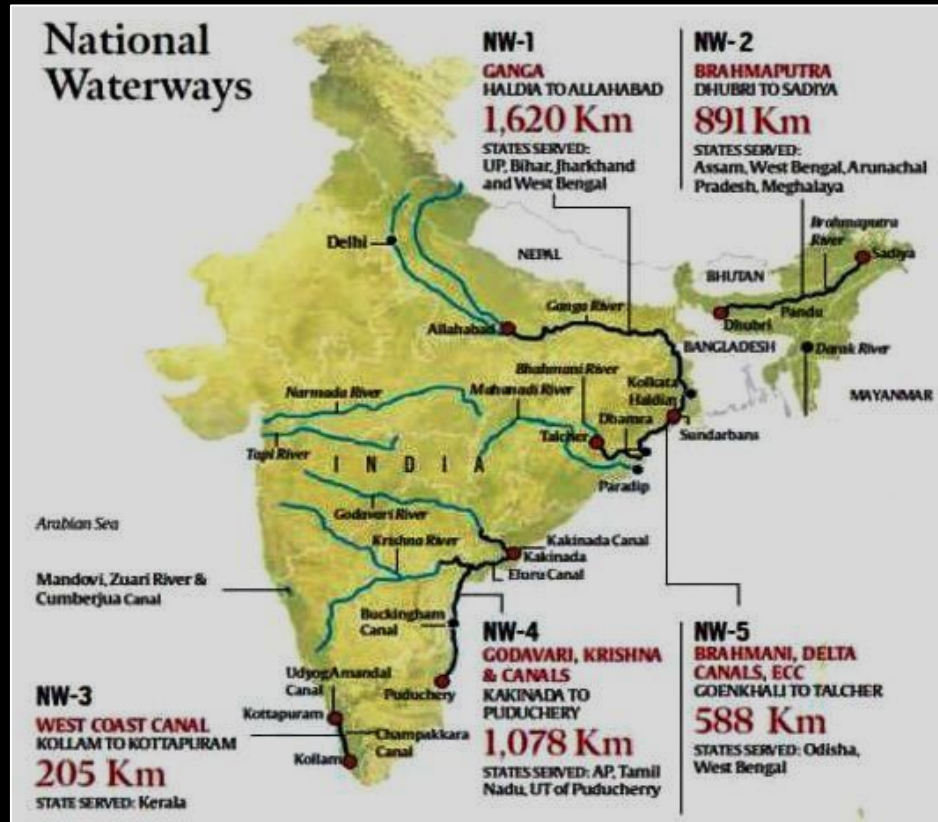 National
Waterways
NW-1
GANGA
HALDIA TO ALLAHABAD
1,620 Km
STATES SERVED:
UP, Bihar, Jharkhand
and West Bengal
NW-2
BRAHMAPUTRA
DHUBRI TO SADIYA
891 Km
STATES SERVED:
Assam, West Bengal, Arunachal
Pradesh, Meghalaya
Delhi
NEPAL
Brohmaputra
River
Sadiya
BHUTAN
Pandu
Dhubri
Ganga River
Allahabad
BANGLADESH
Darak River
Bhahmani River
Kolkata
Narmada River
Mahanadi River
Haldia
MAYANMAR
Dhamra
Talcher
Sundarbans
Tapi River
INDIA
Paradip
Godavari River
Arabian Sea
Krishna River
Kakinada Canal
Kakinada
Eluru Canal
Mandovi, Zuari River &
Cumberjua Canal
Buckingham
Canal
Udyog Amandal
Canal
Puduchery
Kottapuram
Champakkara
Canal
Kollam
NW-3
WEST COAST CANAL
KOLLAM TO KOTTAPURAM
205 Km
STATE SERVED: Kerala
NW-4
GODAVARI, KRISHNA
& CANALS
KAKINADA TO
PUDUCHERY
1,078 Km
STATES SERVED: AP, Tamil
Nadu, UT of Puducherry
NW-5
BRAHMANI, DELTA
CANALS, ECC
GOENKHALI TO TALCHER
588 Km
STATES SERVED: Odisha,
West Bengal